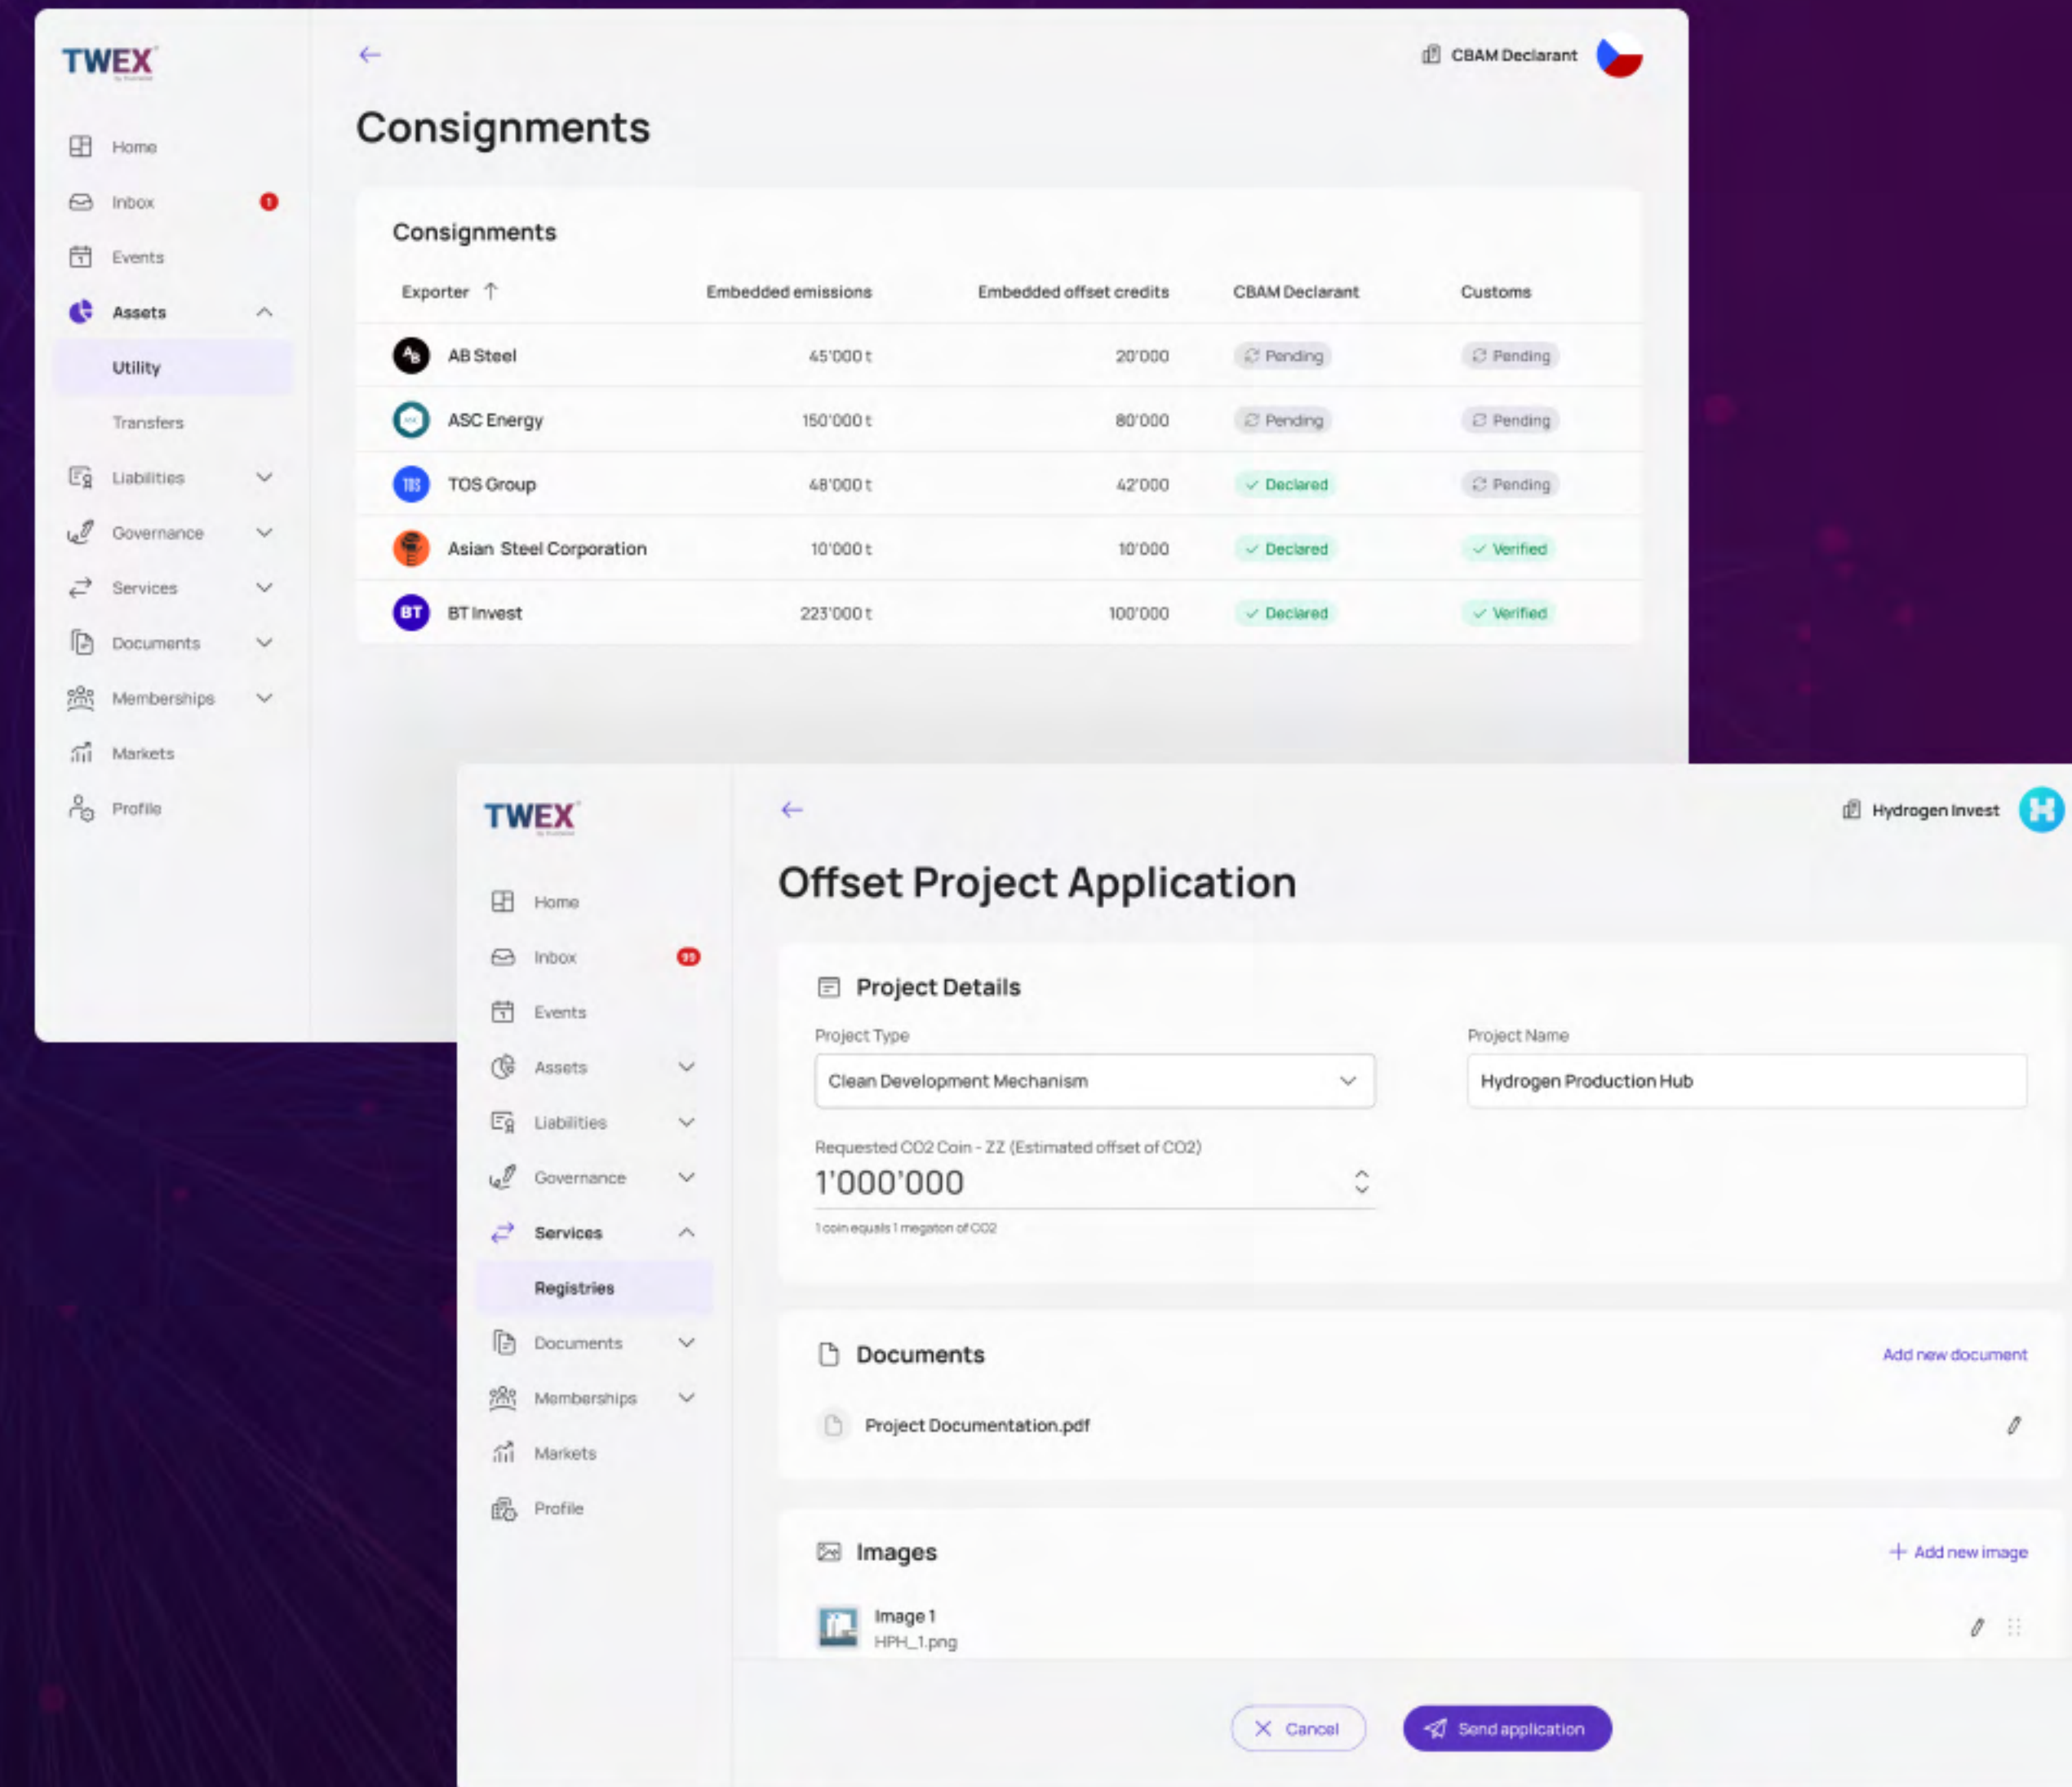 TWEX
CBAM Declarant
Consignments
Home
Inbox 1
Events
Assets
Utility
Transfers
Liabilities
Governance
Services
Documents
Memberships
Markets
Profile
Consignments
Exporter Embedded emissions Embedded offset credits CBAM Declarant Customs
AB AB Steel 45'000 t 20'000 Pending Pending
ASC ASC Energy 150'000 t 80'000 Pending Pending
TOS TOS Group 48'000 t 42'000 Declared Pending
Asian Steel Corporation 10'000 t 10'000 Declared Verified
BT BT Invest 223'000 t 100'000 Declared Verified
TWEX
Hydrogen Invest
Offset Project Application
Home
Inbox 99
Events
Assets
Liabilities
Governance
Services
Registries
Documents
Memberships
Markets
Profile
Project Details
Project Type Project Name
Clean Development Mechanism Hydrogen Production Hub
Requested CO2 Coin - ZZ (Estimated offset of CO2)
1'000'000
1 coin equals 1 megaton of CO2
Documents Add new document
Project Documentation.pdf
Images + Add new image
Image 1
HPH_1.png
Cancel Send application